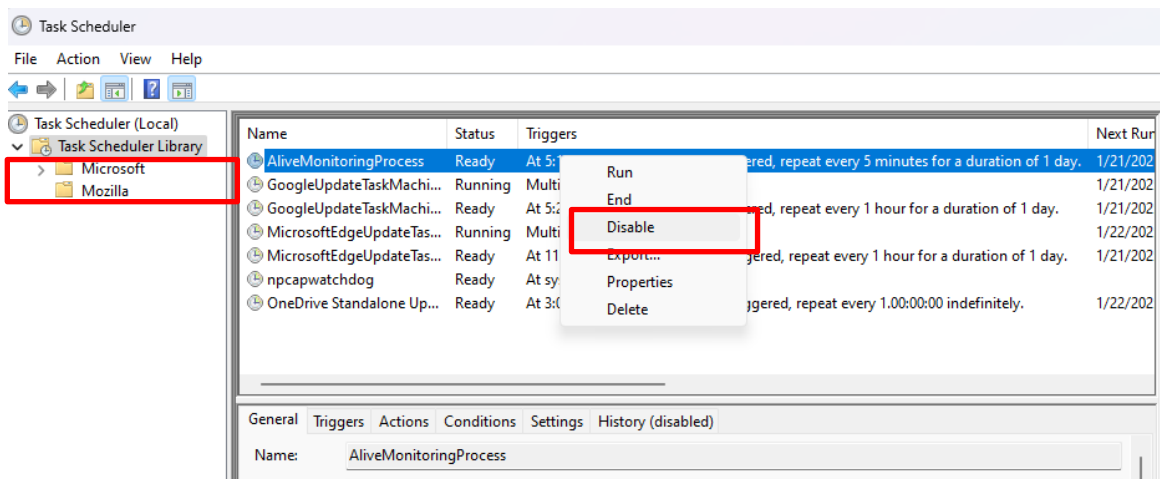 Task Scheduler
File Action View Help
Task Scheduler (Local)
Task Scheduler Library
Microsoft
Mozilla
Name Status Triggers Next Run
AliveMonitoringProcess Ready At 5:1 ered, repeat every 5 minutes for a duration of 1 day. 1/21/202
GoogleUpdateTaskMachi... Running Multi 1/21/202
GoogleUpdateTaskMachi... Ready At 5:2 ered, repeat every 1 hour for a duration of 1 day. 1/21/202
MicrosoftEdgeUpdateTas... Running Multi 1/22/202
MicrosoftEdgeUpdateTas... Ready At 11 gered, repeat every 1 hour for a duration of 1 day. 1/21/202
npcapwatchdog Ready At sy
OneDrive Standalone Up... Ready At 3:0 ggered, repeat every 1.00:00:00 indefinitely. 1/22/202
Run
End
Disable
Export...
Properties
Delete
General Triggers Actions Conditions Settings History (disabled)
Name: AliveMonitoringProcess